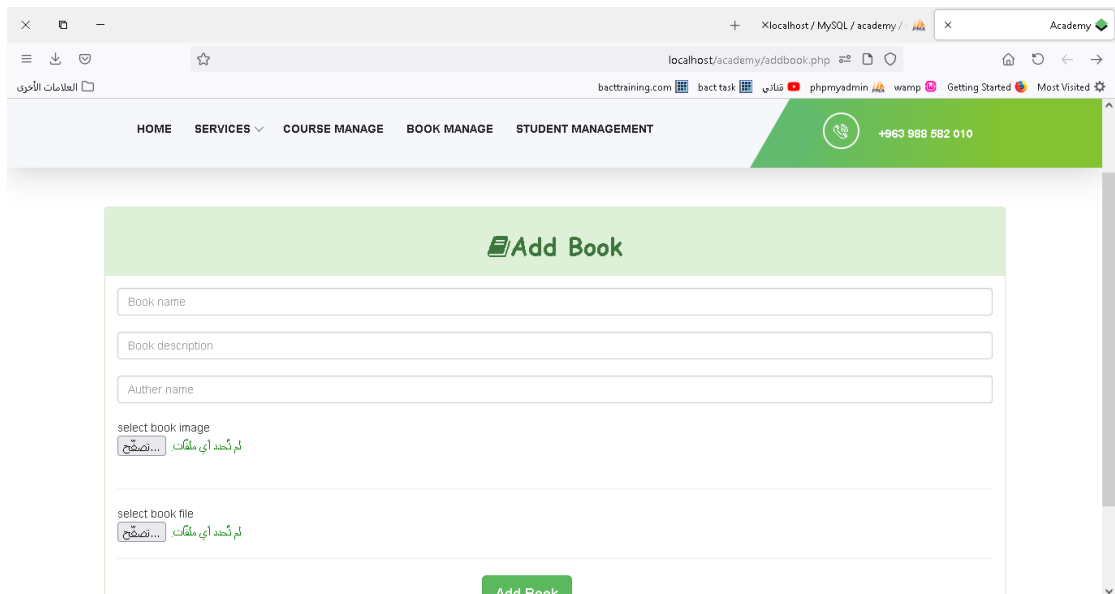 Academy
localhost / MySQL / academy /
localhost/academy/addbook.php
Most Visited
Getting Started
wamp
phpmyadmin
قناتي
bact task
bacttraining.com
العلامات الأخرى
HOME SERVICES COURSE MANAGE BOOK MANAGE STUDENT MANAGEMENT
+963 988 582 010
Add Book
Book name
Book description
Auther name
select book image
تصفّح... لم تُحدد أي ملفّات.
select book file
تصفّح... لم تُحدد أي ملفّات.
Add Book